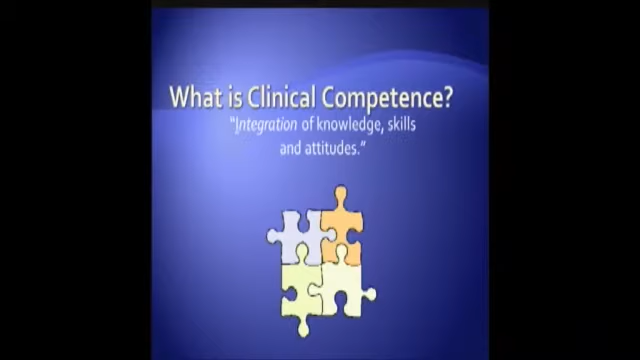 What is Clinical Competence?
"Integration of knowledge, skills
and attitudes."